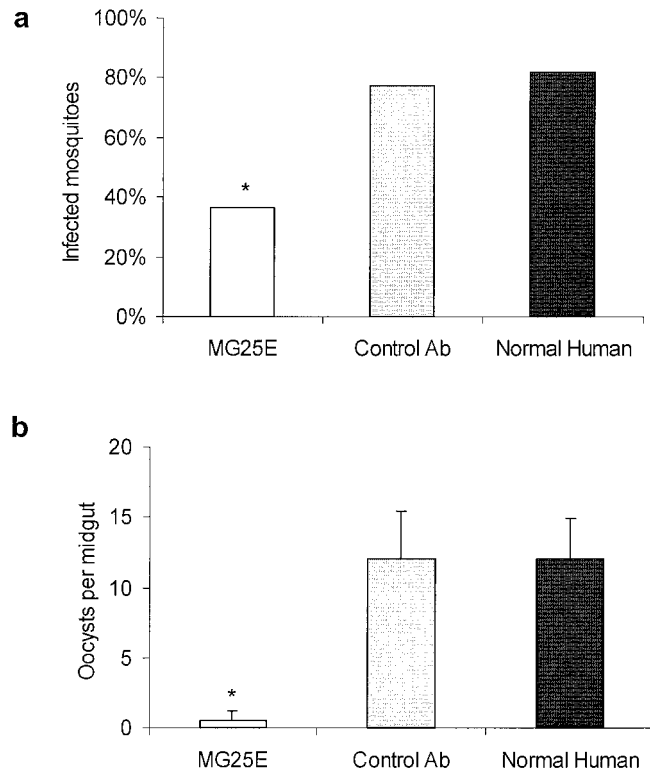 a
100%
80%
60%
40%
20%
0%
Infected mosquitoes
*
MG25E
Control Ab
Normal Human
b
20
15
10
5
0
Oocysts per midgut
*
MG25E
Control Ab
Normal Human